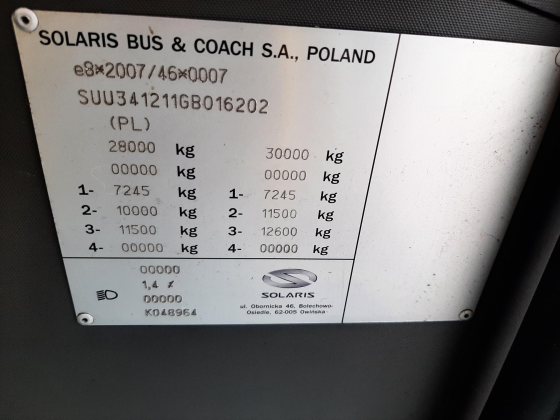 SOLARIS BUS & COACH S.A., POLAND
e8*2007/46*0007
SUU341211GB016202
(PL)
28000 kg 30000 kg
00000 kg 00000 kg
1- 7245 kg 1- 7245 kg
2- 10000 kg 2- 11500 kg
3- 11500 kg 3- 12600 kg
4- 00000 kg 4- 00000 kg
00000
1,4 %
00000
K048964
S
SOLARIS
ul. Obornicka 46, Bolechowo-
Osiedle, 62-005 Owińska